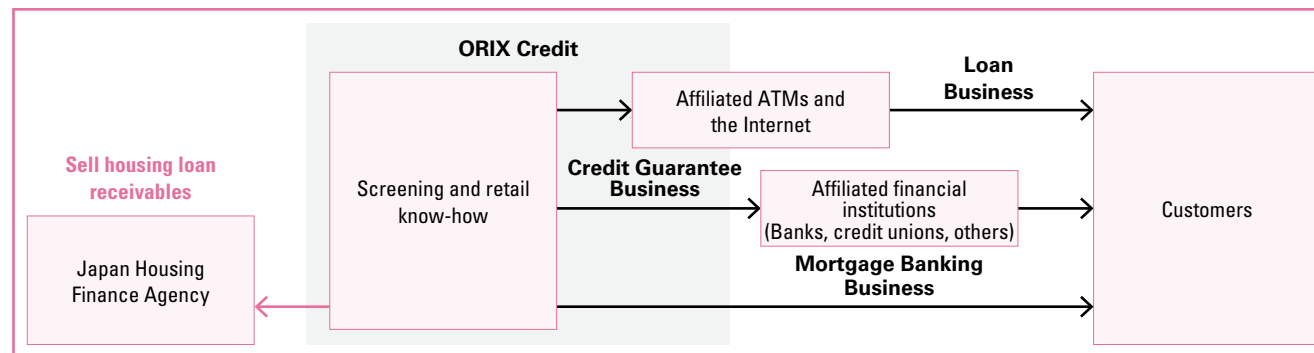 ORIX Credit
Loan
Business
Affiliated ATMs and
the Internet
Sell housing loan
receivables
Credit Guarantee
Business
Screening and retail
know-how
Affiliated financial
institutions
(Banks, credit unions, others)
Customers
Japan Housing
Finance Agency
Mortgage Banking
Business